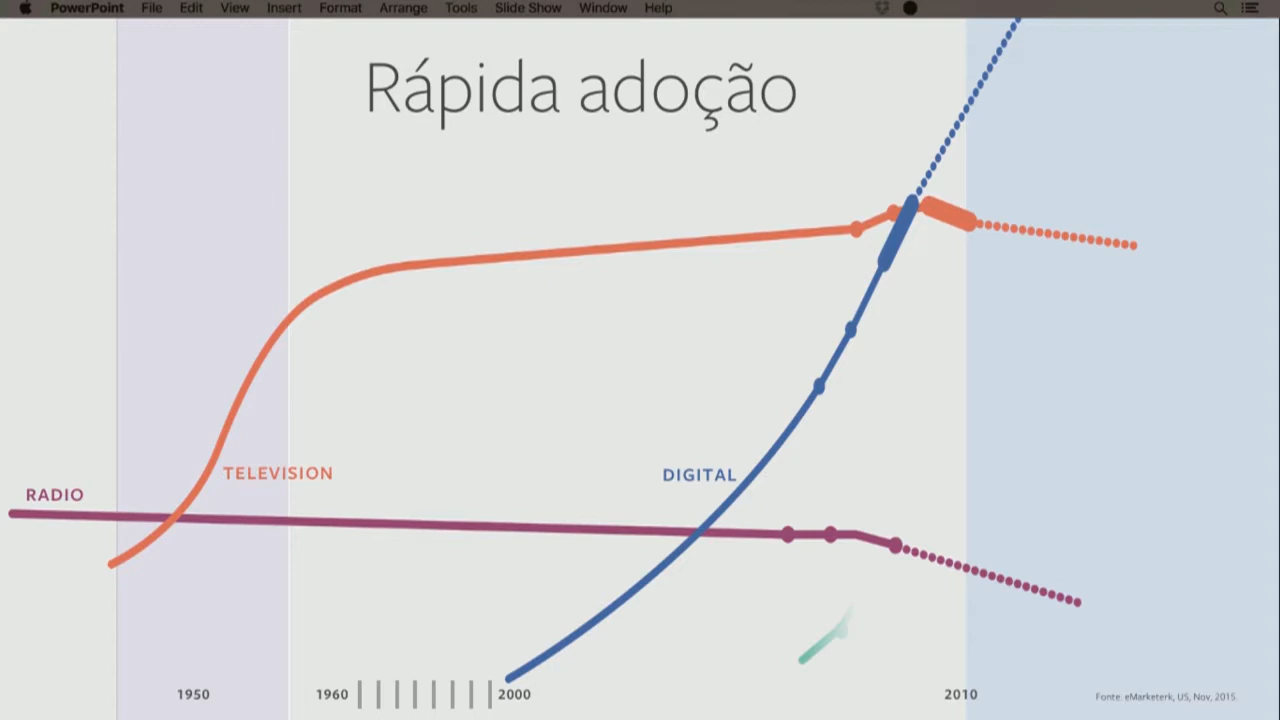 PowerPoint File Edit View Insert Format Arrange Tools Slide Show Window Help
Rápida adoção
TELEVISION
DIGITAL
RADIO
1950 1960 2000 2010
Fonte: eMarketerk, US, Nov, 2015.